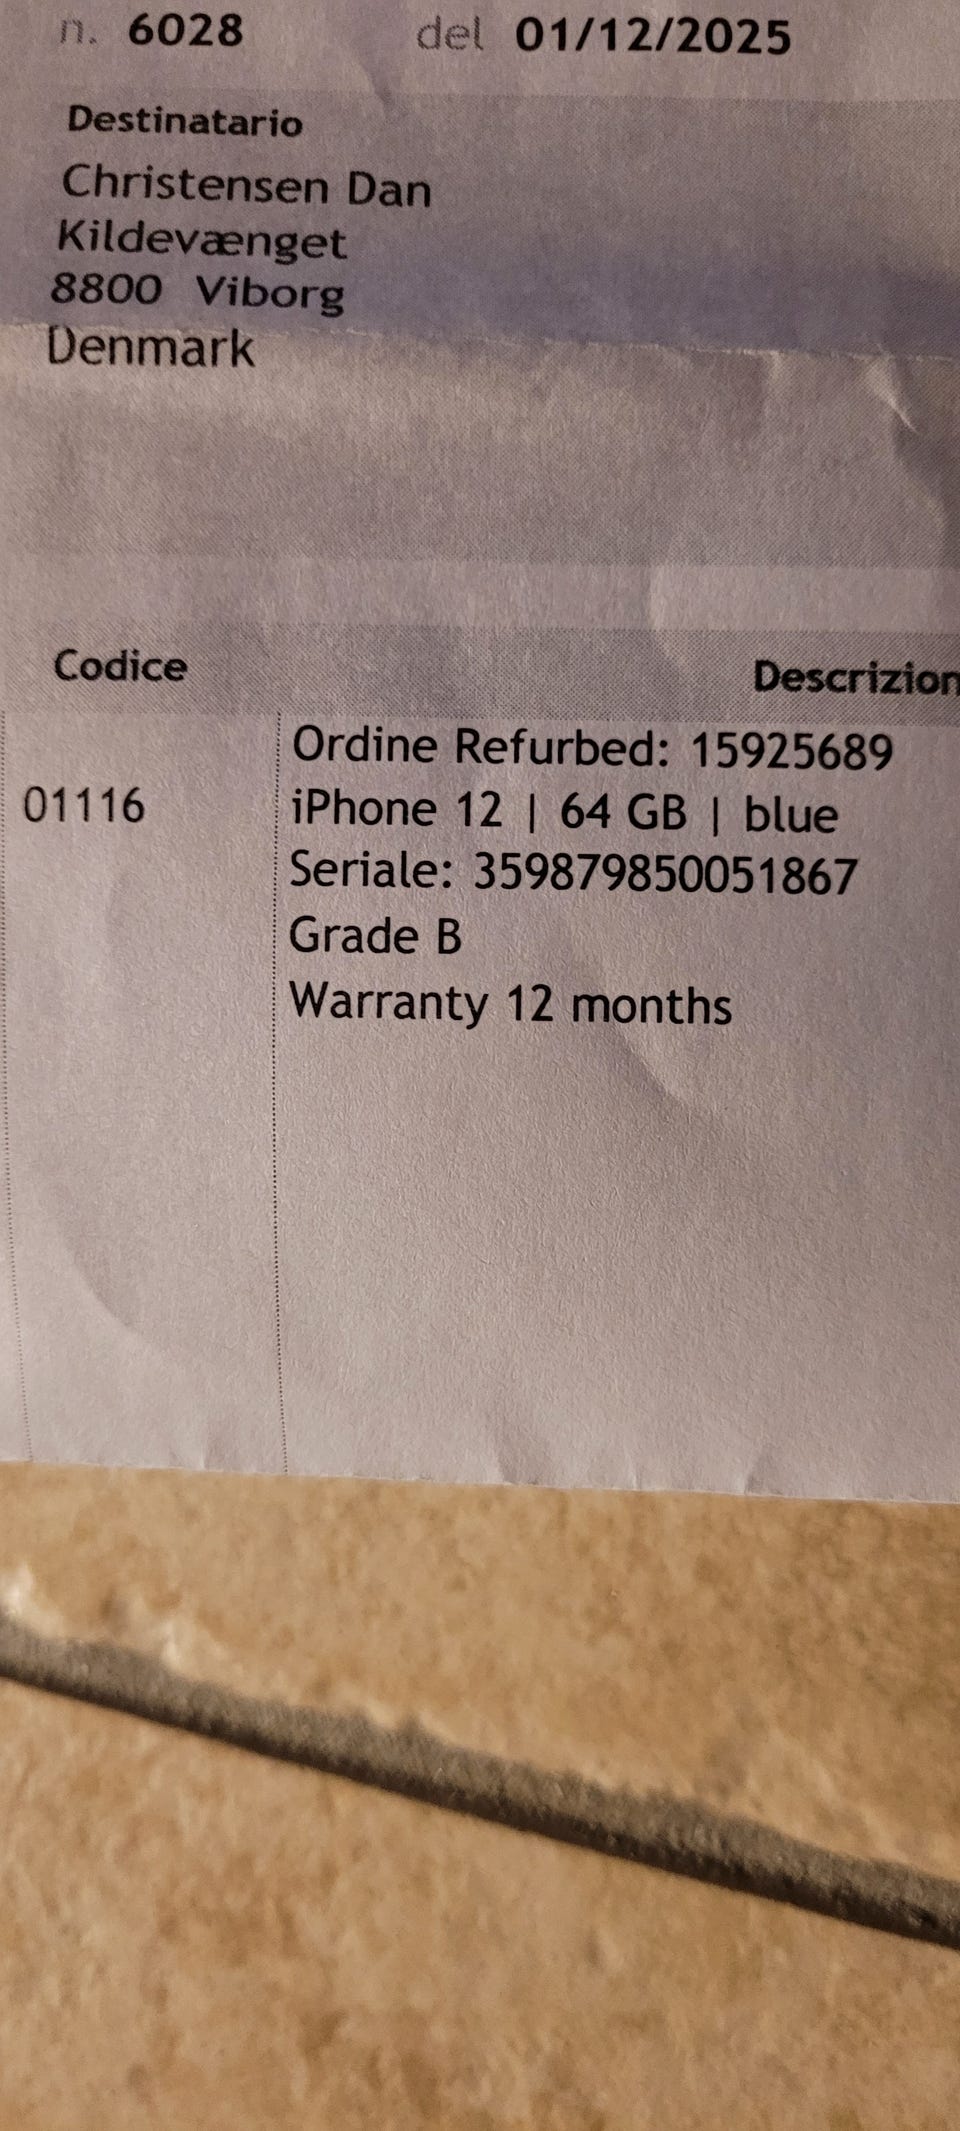 n. 6028 del 01/12/2025
Destinatario
Christensen Dan
Kildevænget
8800 Viborg
Denmark
Codice Descrizion
Ordine Refurbed: 15925689
01116 iPhone 12 | 64 GB | blue
Seriale: 359879850051867
Grade B
Warranty 12 months